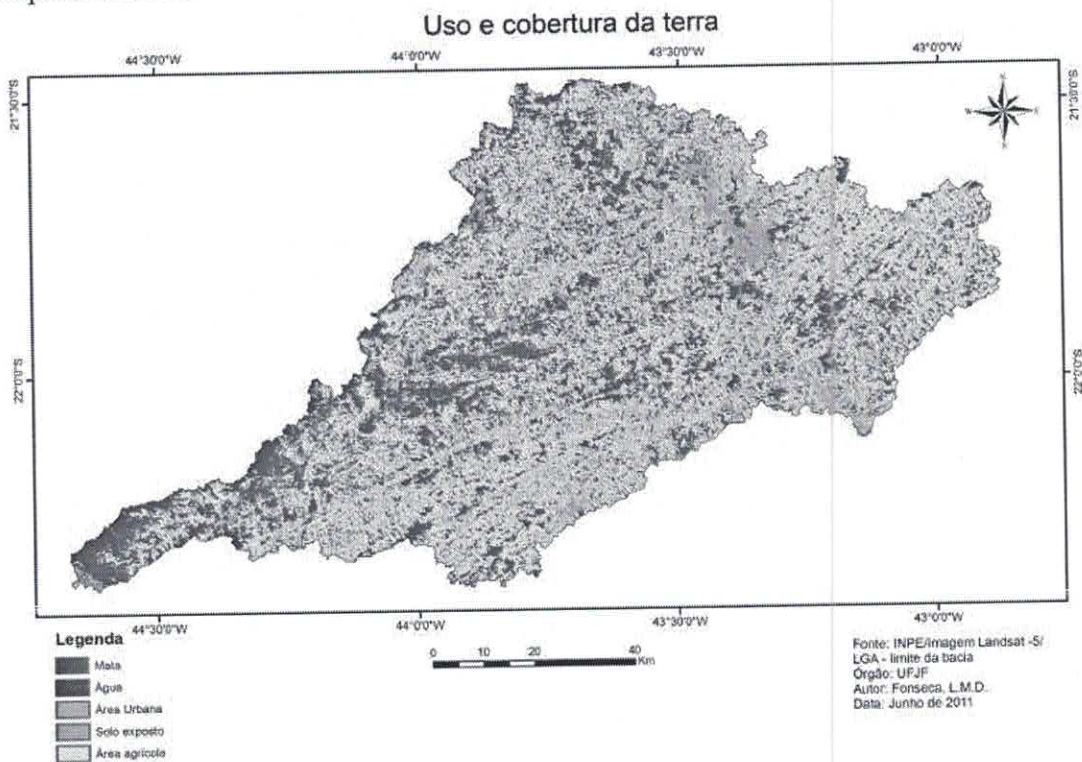 Uso e cobertura da terra
44°30'0"W 44°0'0"W 43°30'0"W 43°0'0"W
21°30'0"S 21°30'0"S
22°0'0"S 22°0'0"S
44°30'0"W 44°0'0"W 43°30'0"W 43°0'0"W
Legenda
Mata
Água
Área Urbana
Solo exposto
Área agrícola
0 10 20 40
Km
Fonte: INPE/Imagem Landsat -5/
LGA - limite da bacia
Órgão: UFJF
Autor: Fonseca, L.M.D.
Data: Junho de 2011